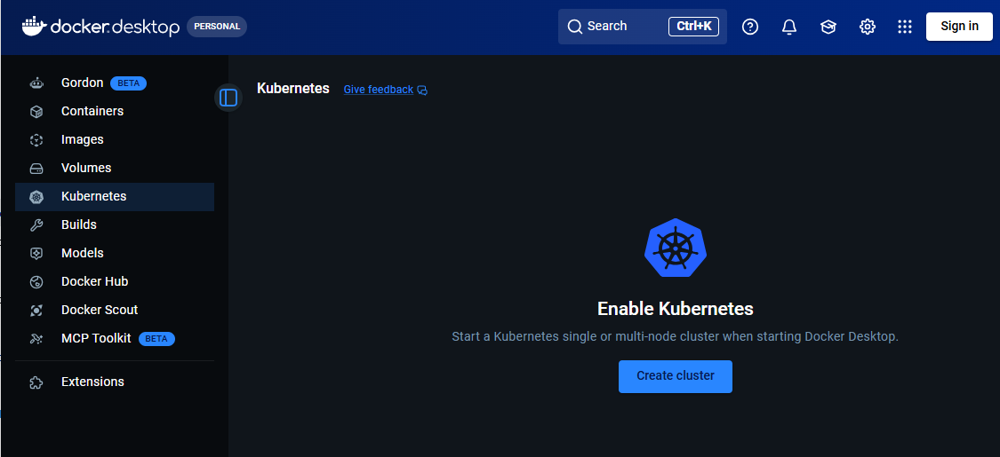 docker desktop PERSONAL
Search
Ctrl+K
Sign in
Gordon BETA
Containers
Images
Volumes
Kubernetes
Builds
Models
Docker Hub
Docker Scout
MCP Toolkit BETA
Extensions
Kubernetes
Give feedback
Enable Kubernetes
Start a Kubernetes single or multi-node cluster when starting Docker Desktop.
Create cluster